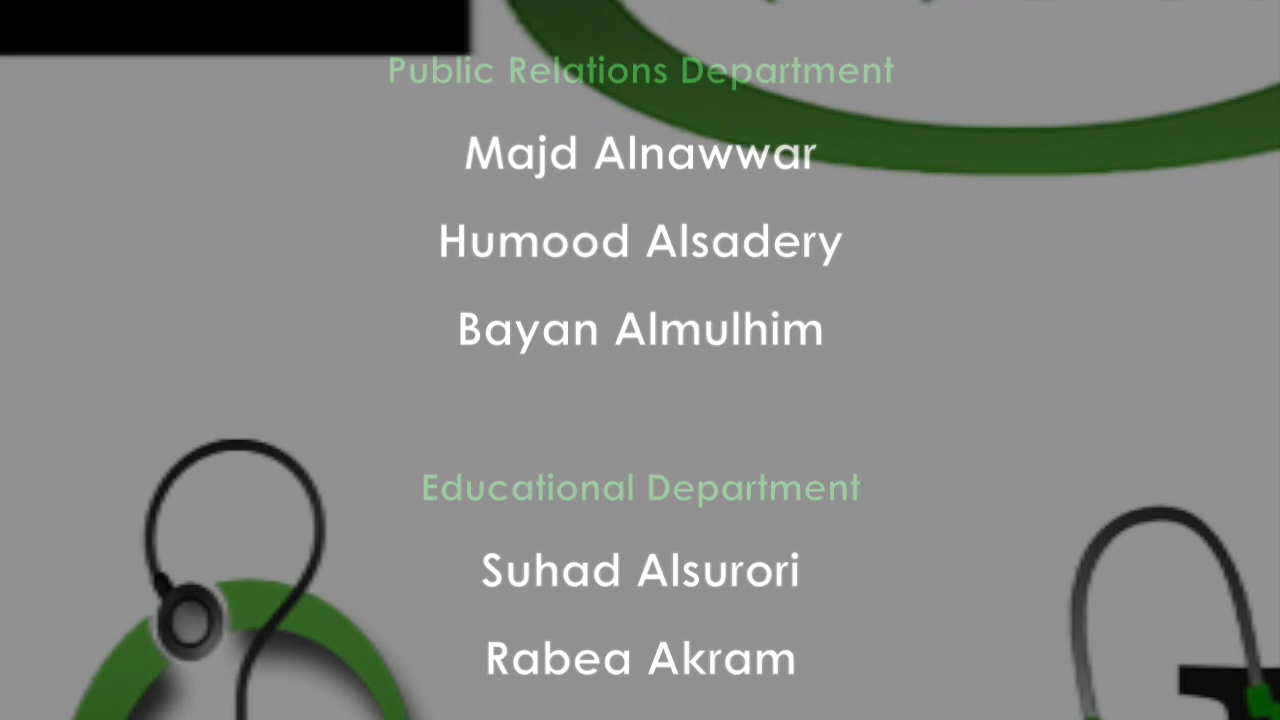 Public Relations Department
Majd Alnawwar
Humood Alsadery
Bayan Almulhim
Educational Department
Suhad Alsurori
Rabea Akram